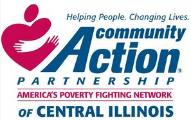 Helping People. Changing Lives.
community
Action®
PARTNERSHIP
AMERICA'S POVERTY FIGHTING NETWORK
OF CENTRAL ILLINOIS